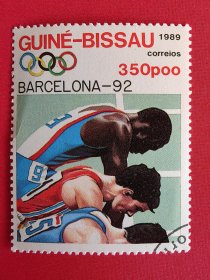 GUINÉ-BISSAU 1989
correios
350poo
BARCELONA-92